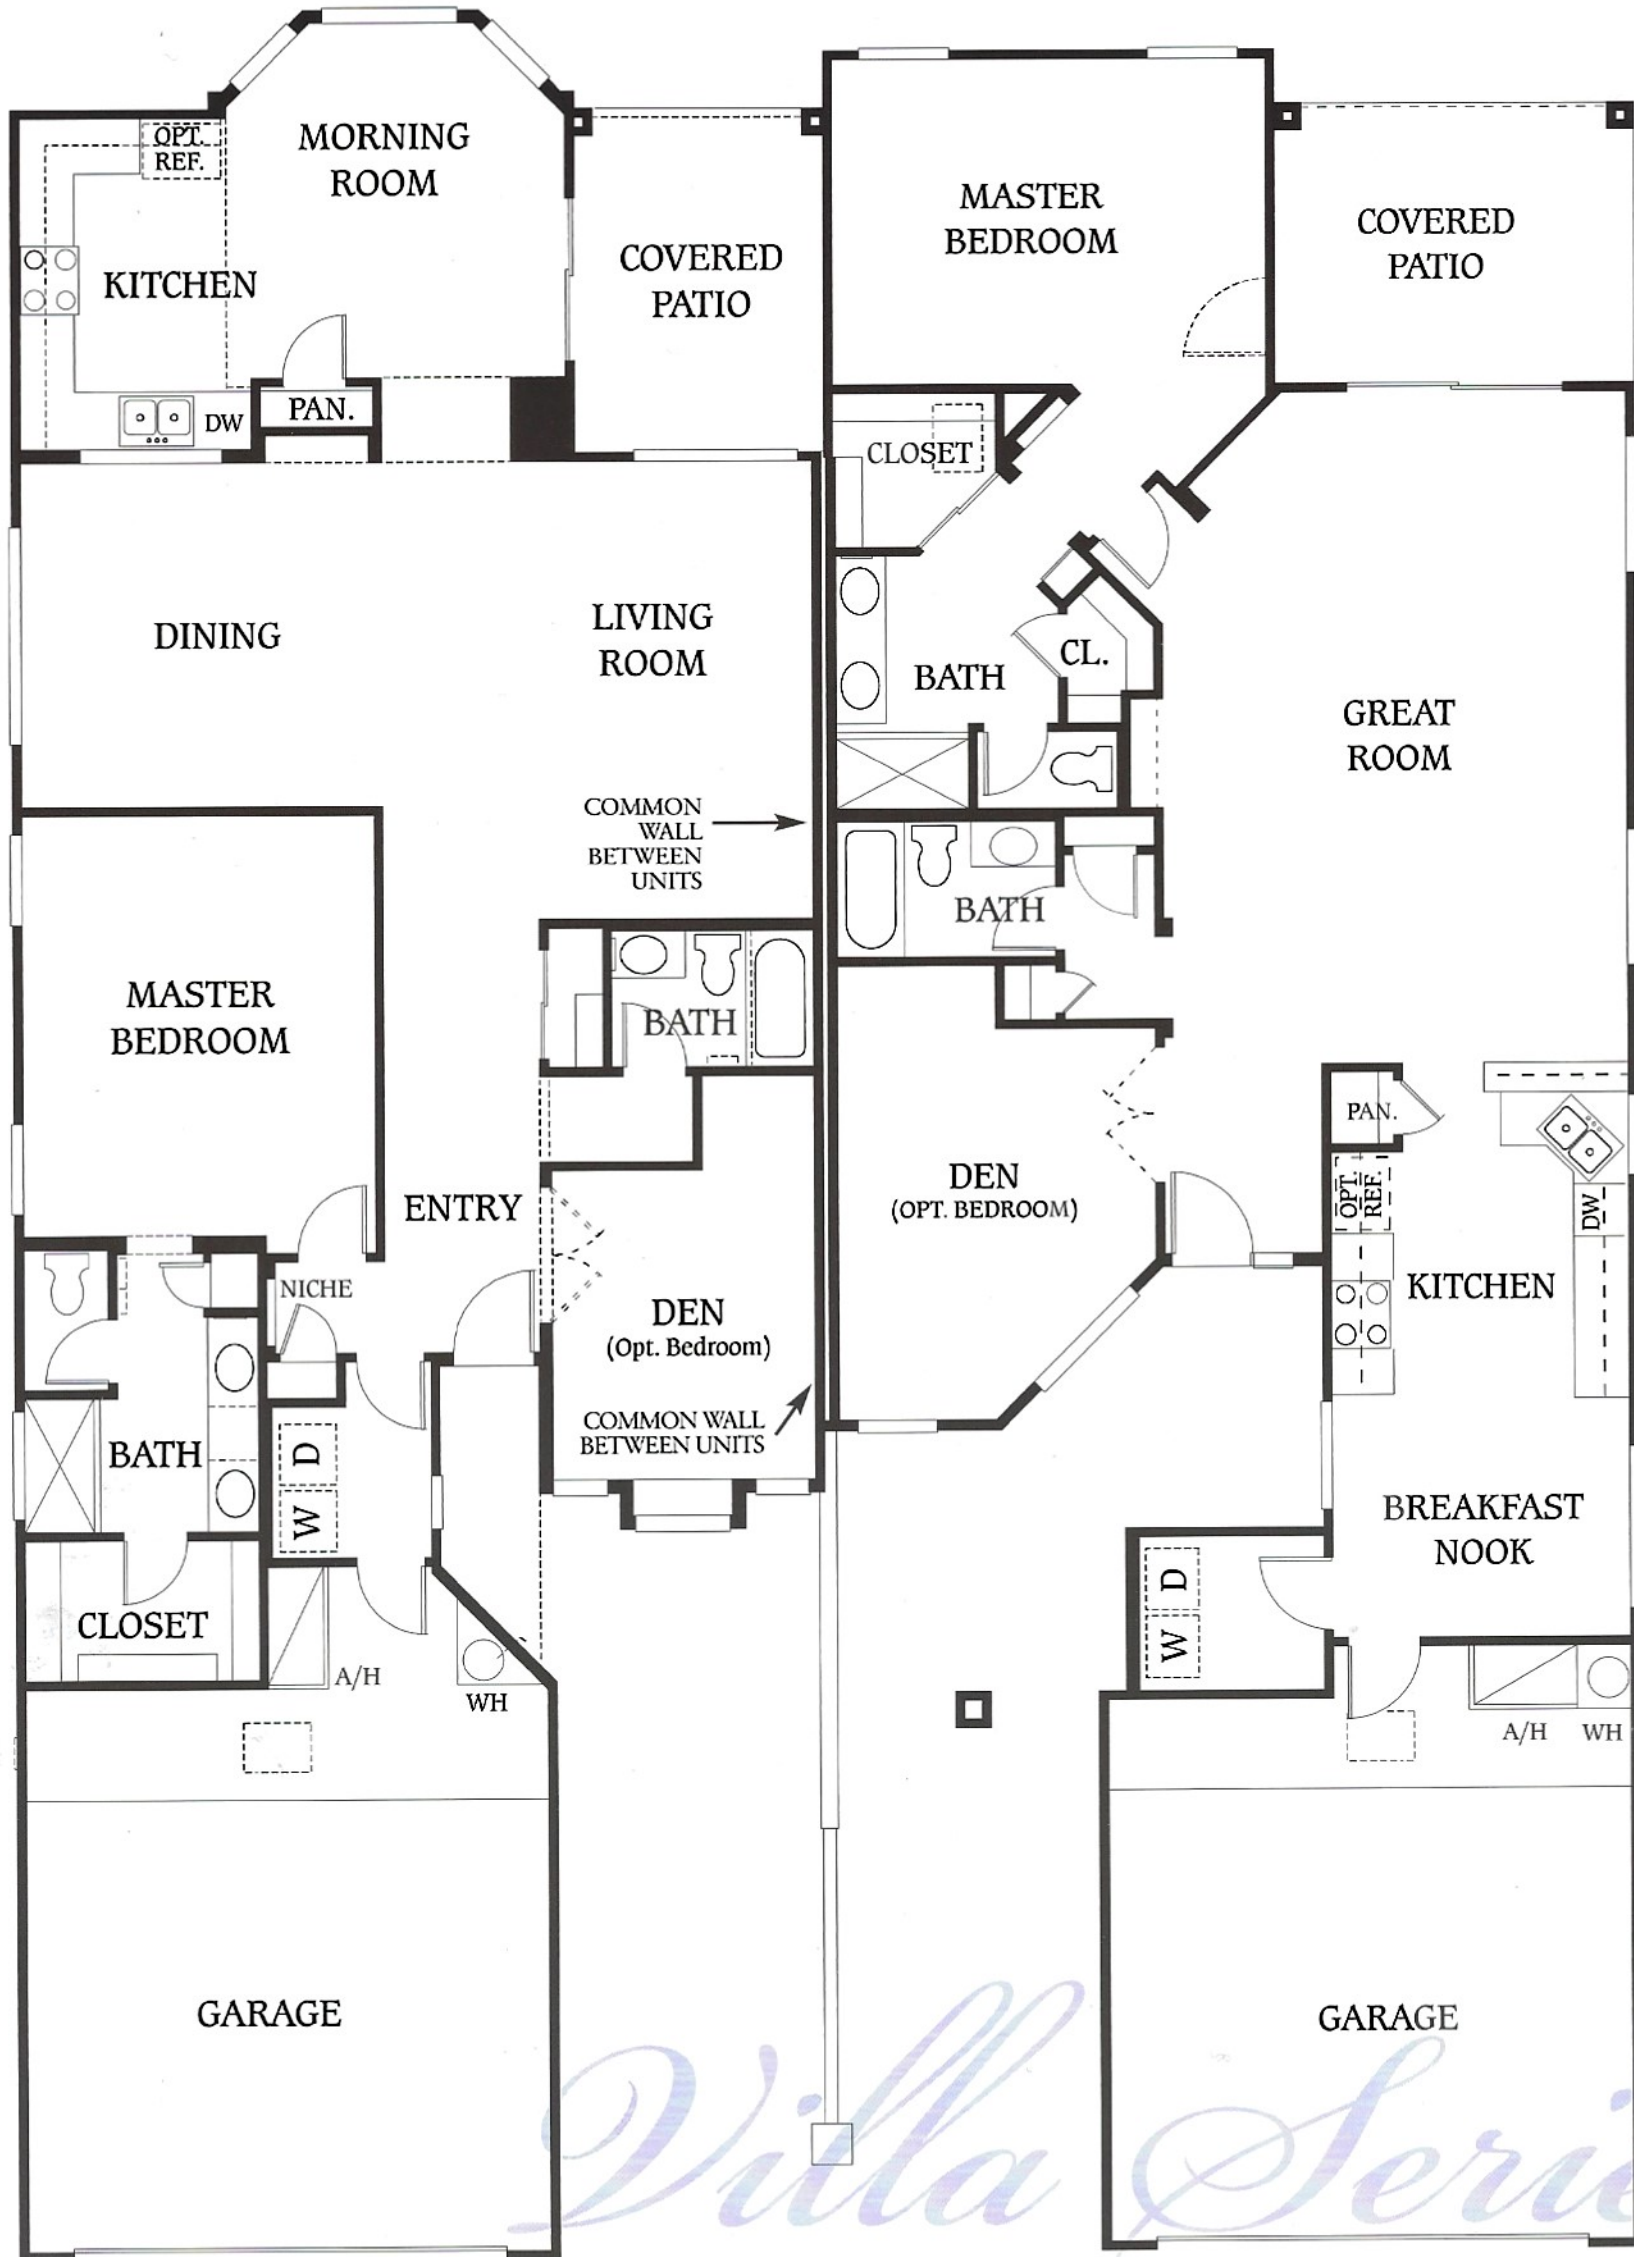 OPT.
REF.
MORNING
ROOM
KITCHEN
COVERED
PATIO
DW
PAN.
DINING
LIVING
ROOM
COMMON
WALL
BETWEEN
UNITS
MASTER
BEDROOM
BATH
ENTRY
NICHE
DEN
(Opt. Bedroom)
COMMON WALL
BETWEEN UNITS
BATH
D
W
CLOSET
A/H
WH
GARAGE
MASTER
BEDROOM
COVERED
PATIO
CLOSET
CL.
BATH
GREAT
ROOM
BATH
PAN.
DEN
(OPT. BEDROOM)
OPT.
REF.
DW
KITCHEN
BREAKFAST
NOOK
D
W
A/H
WH
GARAGE
Villa Serie